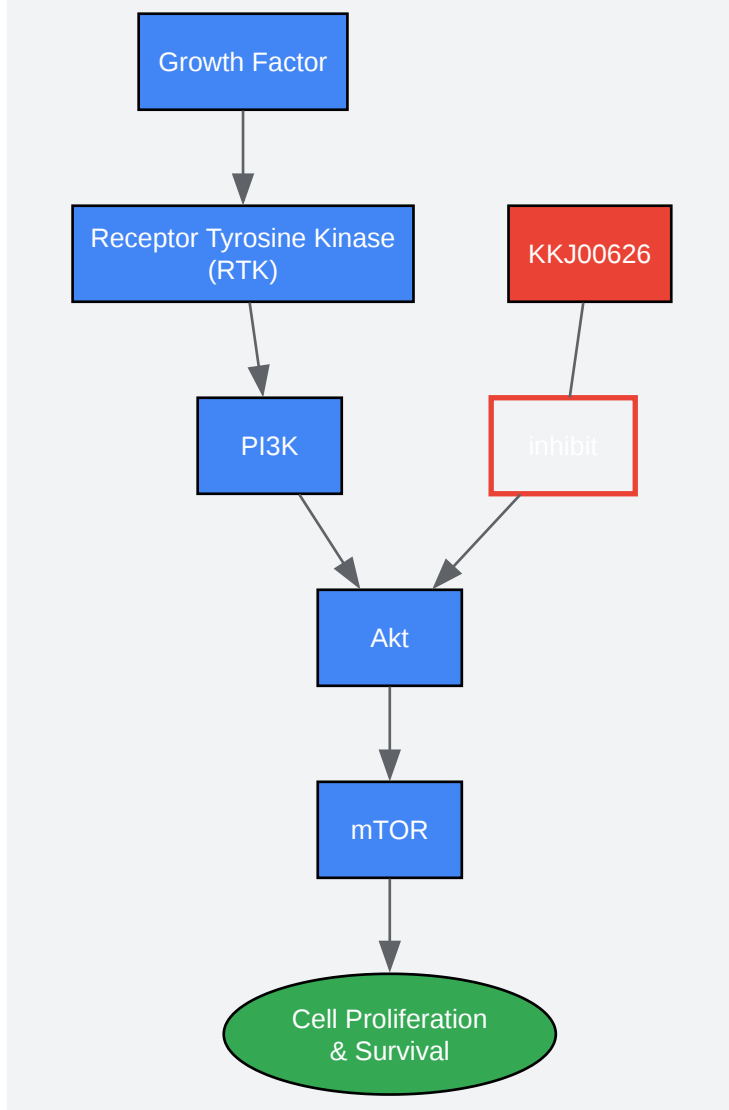 Growth Factor
Receptor Tyrosine Kinase
(RTK)
KKJ00626
PI3K
inhibit
Akt
mTOR
Cell Proliferation
& Survival